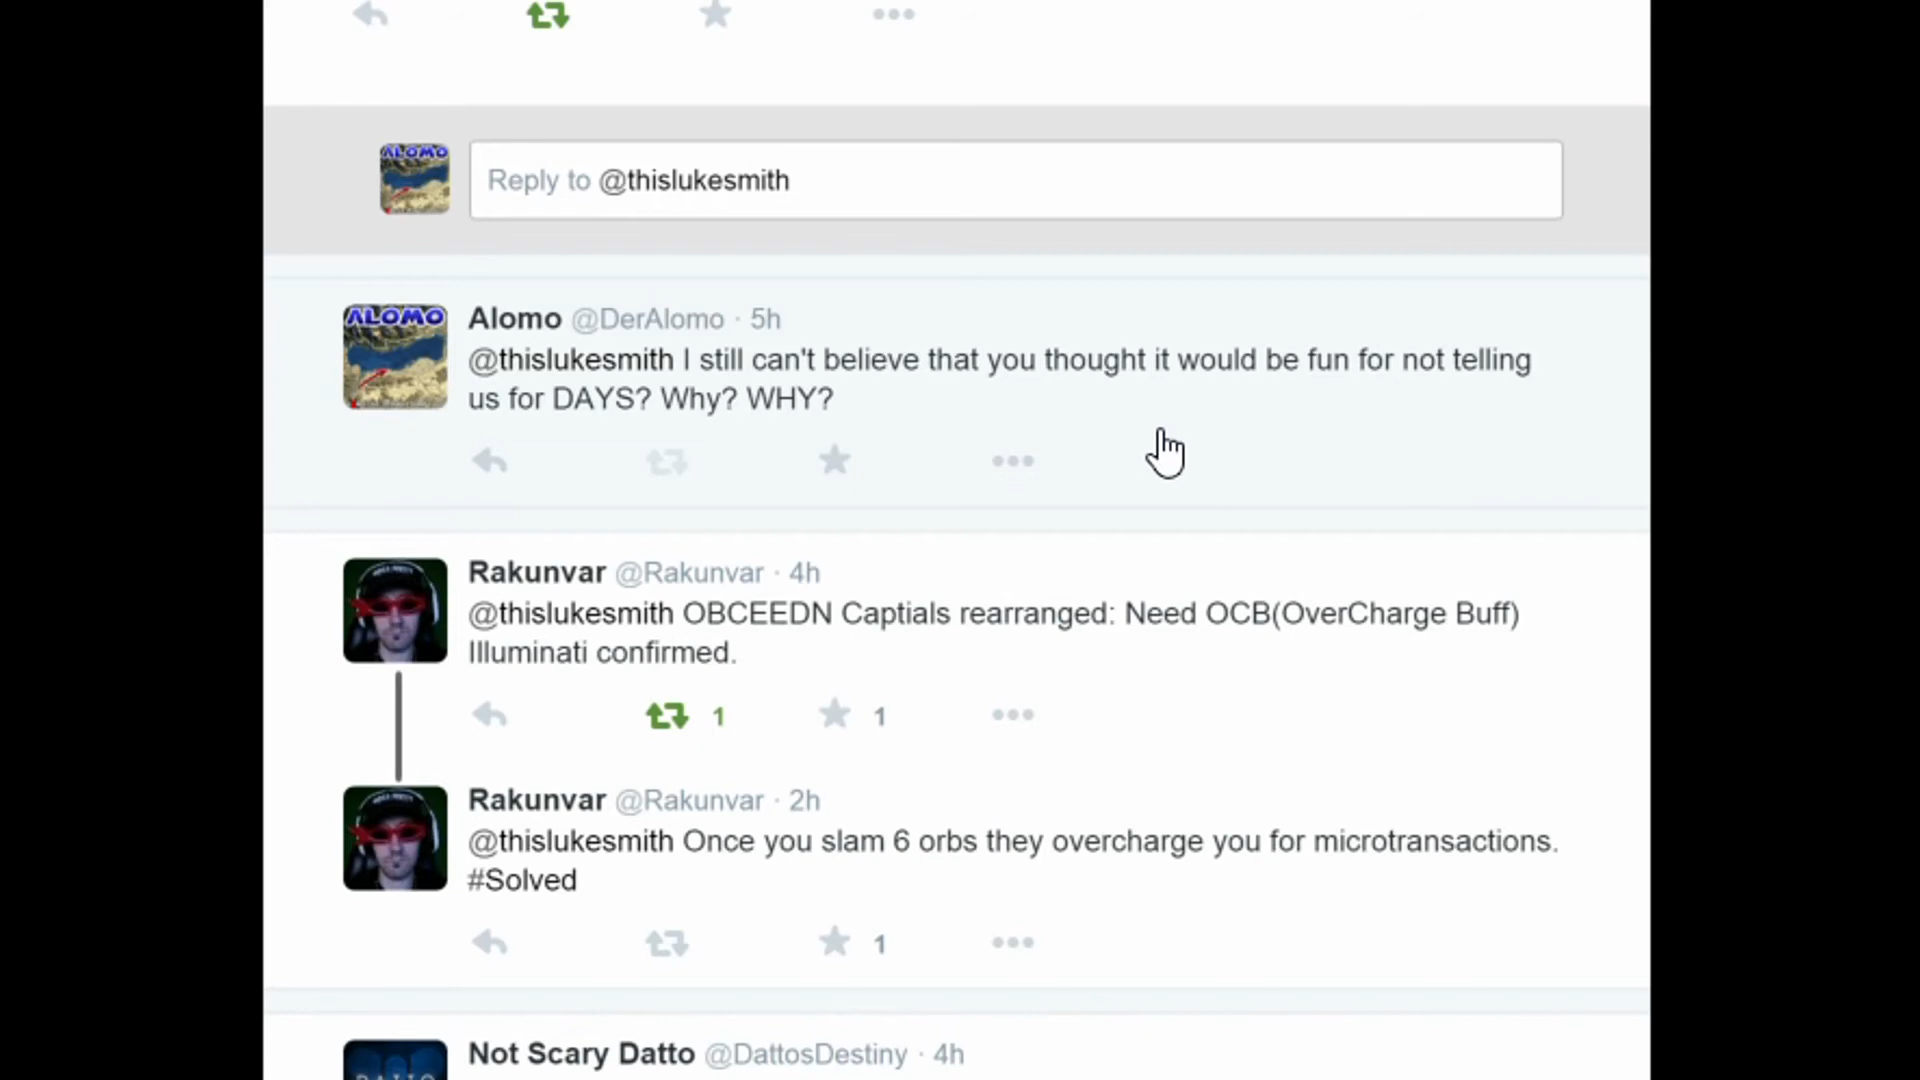 ALOMO
Reply to @thislukesmith
ALOMO
Alomo @DerAlomo · 5h
@thislukesmith I still can't believe that you thought it would be fun for not telling
us for DAYS? Why? WHY?
Rakunvar @Rakunvar · 4h
@thislukesmith OBCEEDN Captials rearranged: Need OCB(OverCharge Buff)
Illuminati confirmed.
1 1
Rakunvar @Rakunvar · 2h
@thislukesmith Once you slam 6 orbs they overcharge you for microtransactions.
#Solved
1
Not Scary Datto @DattosDestiny · 4h
DATTO